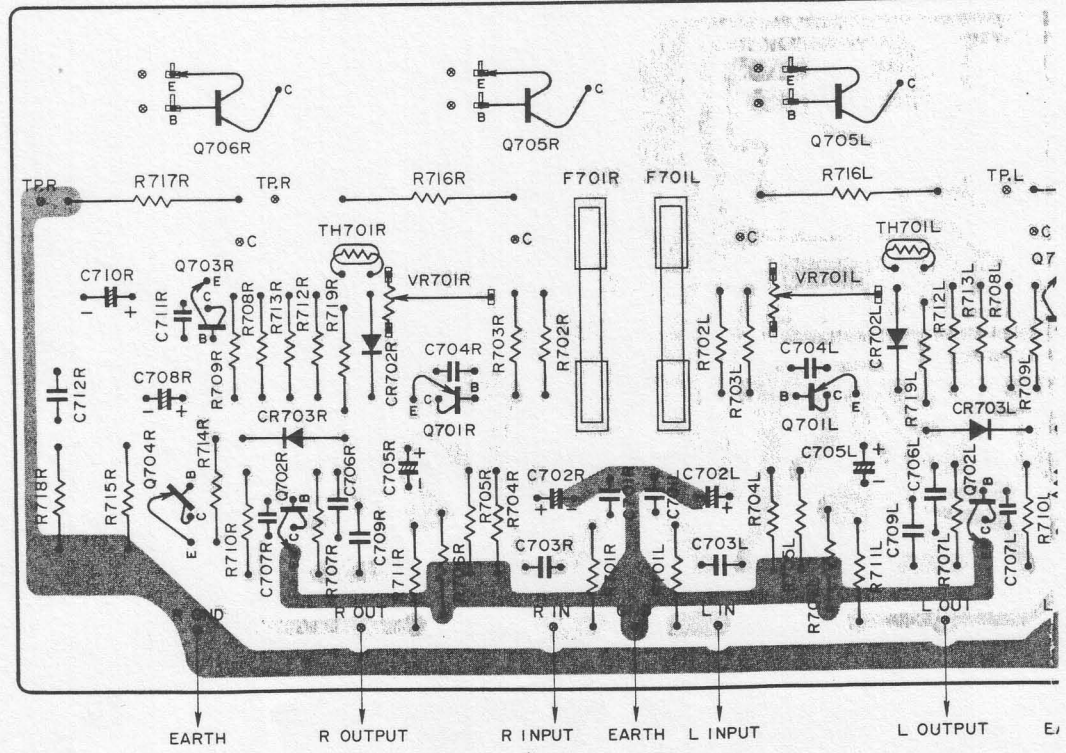 E
B
C
Q706R
E
B
C
Q705R
E
B
C
Q705L
TP.R
R717R
TP.R
R716R
F701R
F701L
R716L
TP.L
C
TH701R
C
C
TH701L
C
C710R
- +
Q703R
E
C
B
C711R
R708R
R713R
R712R
R719R
R709R
CR702R
VR701R
R703R
R702R
R702L
R703L
VR701L
CR702L
R712L
R713L
R708L
Q7
R719L
R709L
C712R
C708R
- +
C704R
E
C
B
Q701R
C704L
B
C
E
Q701L
CR703R
CR703L
R718R
R715R
Q704R
B
C
E
R714R
R710R
Q702R
B
C
C707R
R707R
C706R
C709R
C705R
+
-
R711R
R705R
R704R
C702R
+ -
C702L
- +
C703R
C703L
R704L
C705L
+
-
R711L
C709L
C706L
R707L
Q702L
B
C
C707L
R710L
R OUT
R IN
L IN
L OUT
L
EARTH
R OUTPUT
R INPUT
EARTH
L INPUT
L OUTPUT